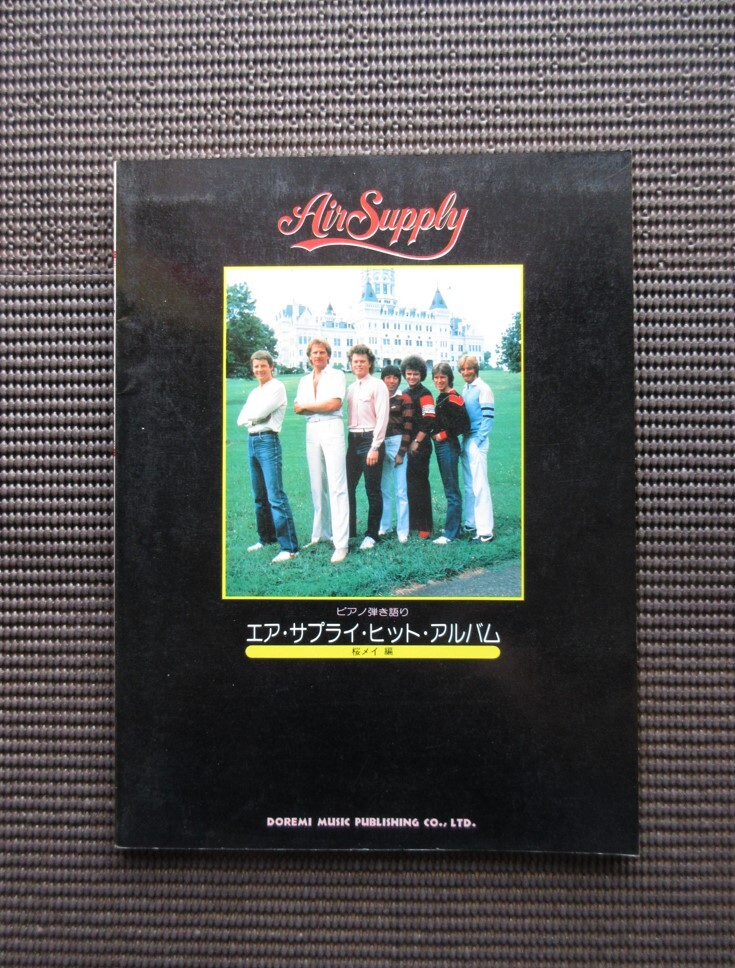 Air Supply
ピアノ弾き語り
エア・サプライ・ヒット・アルバム
桜メイ 編
DOREMI MUSIC PUBLISHING CO., LTD.